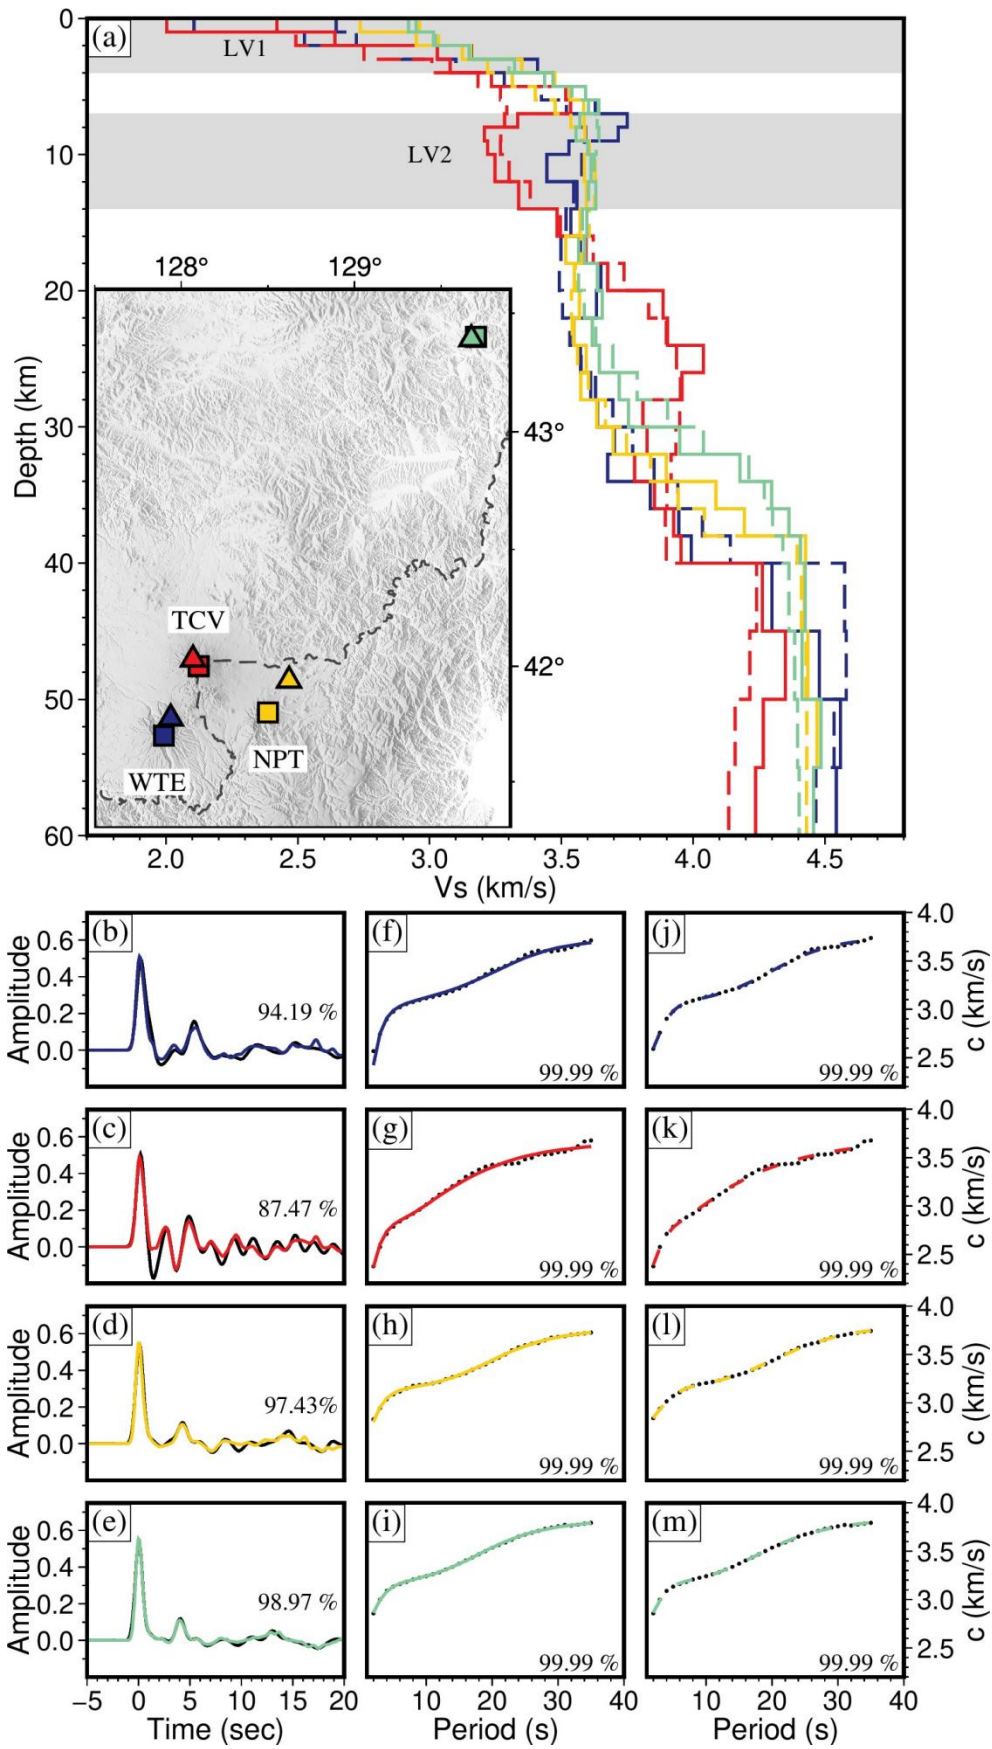 (a)
LV1
LV2
0
10
20
30
40
50
60
Depth (km)
128°
129°
43°
42°
TCV
NPT
WTE
2.0 2.5 3.0 3.5 4.0 4.5
Vs (km/s)
(b)
94.19 %
(f)
99.99 %
(j)
99.99 %
0.6
0.4
0.2
0.0
Amplitude
4.0
3.5
3.0
2.5
c (km/s)
(c)
87.47 %
(g)
99.99 %
(k)
99.99 %
0.6
0.4
0.2
0.0
Amplitude
4.0
3.5
3.0
2.5
c (km/s)
(d)
97.43%
(h)
99.99 %
(l)
99.99 %
0.6
0.4
0.2
0.0
Amplitude
4.0
3.5
3.0
2.5
c (km/s)
(e)
98.97 %
(i)
99.99 %
(m)
99.99 %
0.6
0.4
0.2
0.0
Amplitude
4.0
3.5
3.0
2.5
c (km/s)
−5 0 5 10 15 20
0 10 20 30 40
0 10 20 30 40
Time (sec)
Period (s)
Period (s)